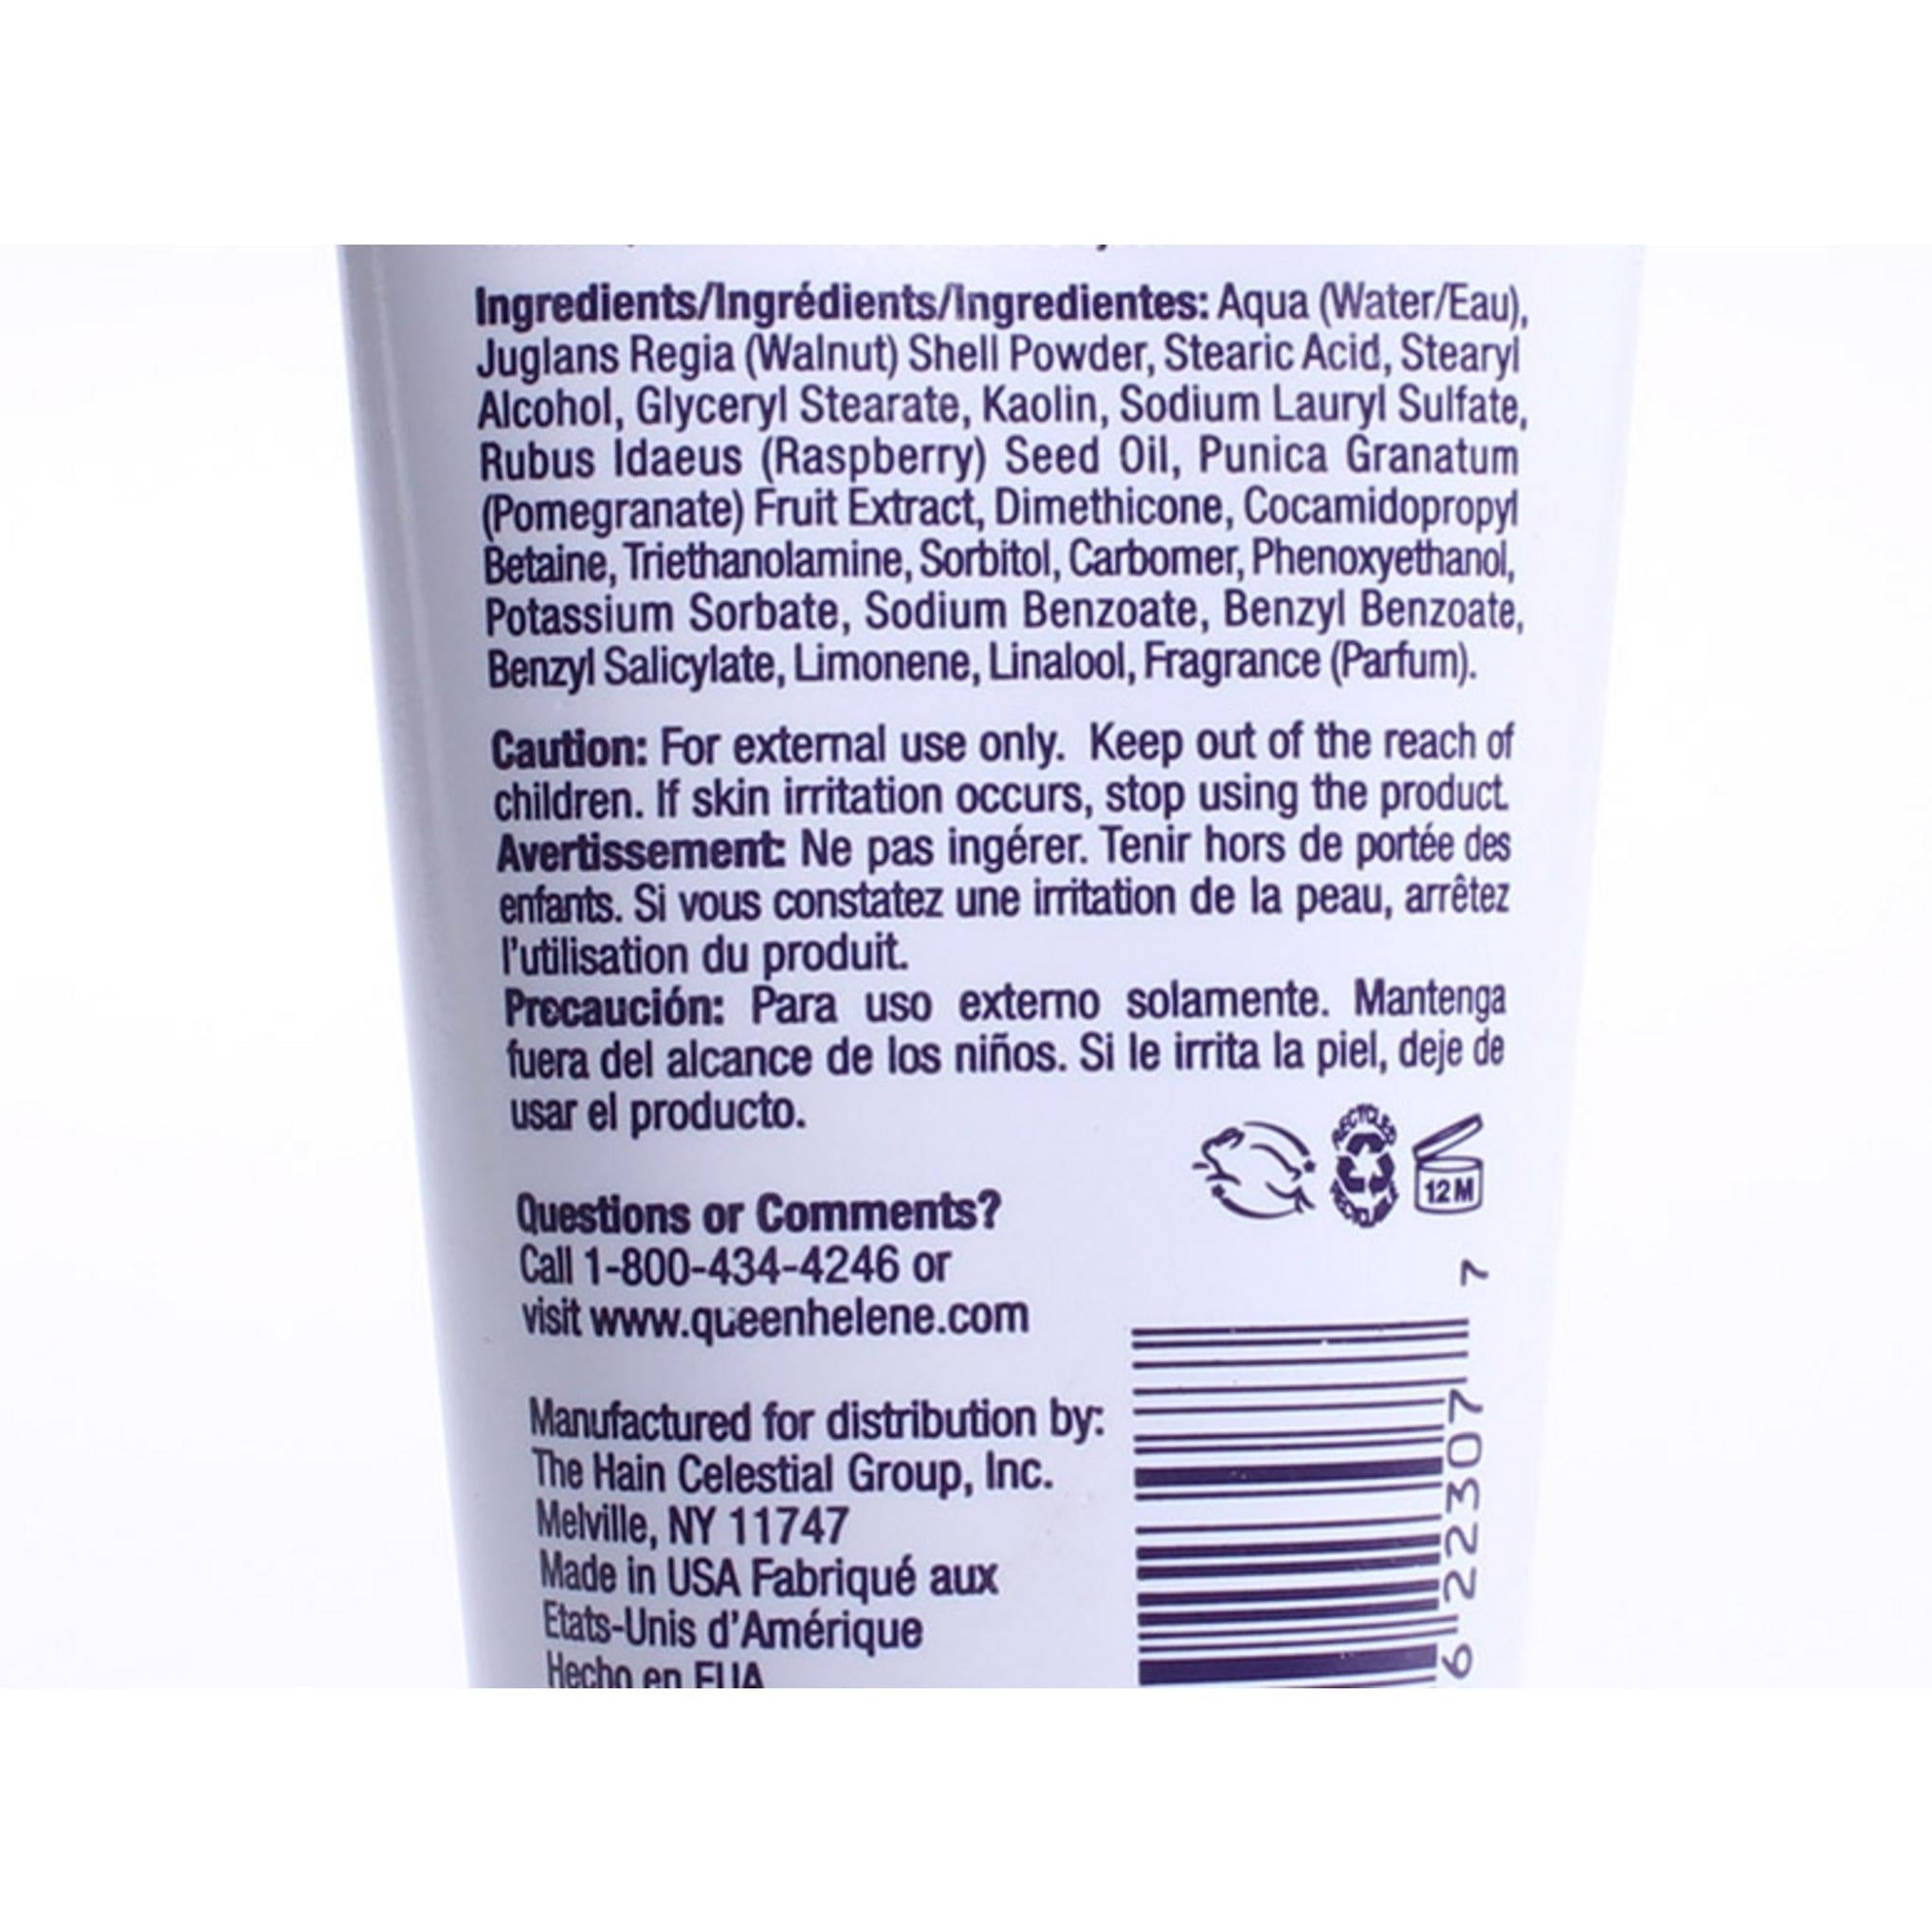 Ingredients/Ingrédients/Ingredientes: Aqua (Water/Eau),
Juglans Regia (Walnut) Shell Powder, Stearic Acid, Stearyl
Alcohol, Glyceryl Stearate, Kaolin, Sodium Lauryl Sulfate,
Rubus Idaeus (Raspberry) Seed Oil, Punica Granatum
(Pomegranate) Fruit Extract, Dimethicone, Cocamidopropyl
Betaine, Triethanolamine, Sorbitol, Carbomer, Phenoxyethanol,
Potassium Sorbate, Sodium Benzoate, Benzyl Benzoate,
Benzyl Salicylate, Limonene, Linalool, Fragrance (Parfum).
Caution: For external use only. Keep out of the reach of
children. If skin irritation occurs, stop using the product.
Avertissement: Ne pas ingérer. Tenir hors de portée des
enfants. Si vous constatez une irritation de la peau, arrêtez
l'utilisation du produit.
Precaución: Para uso externo solamente. Mantenga
fuera del alcance de los niños. Si le irrita la piel, deje de
usar el producto.
RECYCLED
RECYCLABLE
12 M
Questions or Comments?
Call 1-800-434-4246 or
visit www.queenhelene.com
Manufactured for distribution by:
The Hain Celestial Group, Inc.
Melville, NY 11747
Made in USA Fabriqué aux
Etats-Unis d'Amérique
Hecho en EUA
6 22307 7